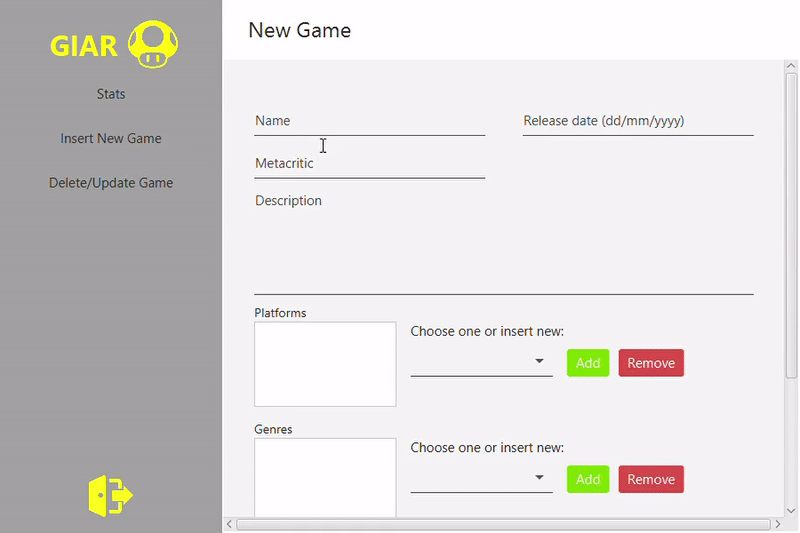 GIAR
Stats
Insert New Game
Delete/Update Game
New Game
Name
Release date (dd/mm/yyyy)
Metacritic
Description
Platforms
Choose one or insert new:
Add
Remove
Genres
Choose one or insert new:
Add
Remove